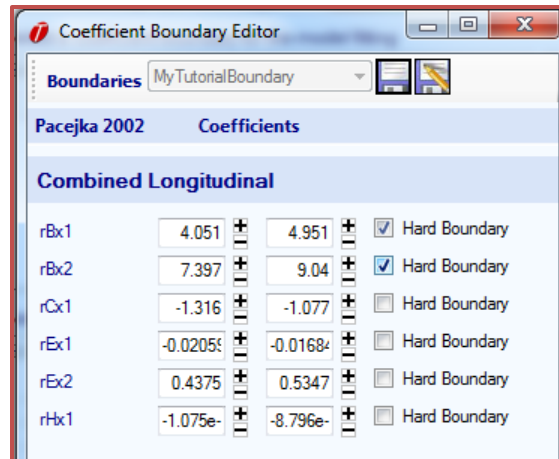 Coefficient Boundary Editor
Boundaries MyTutorialBoundary
Pacejka 2002 Coefficients
Combined Longitudinal
rBx1 4.051 4.951 Hard Boundary
rBx2 7.397 9.04 Hard Boundary
rCx1 -1.316 -1.077 Hard Boundary
rEx1 -0.0205 -0.0168 Hard Boundary
rEx2 0.4375 0.5347 Hard Boundary
rHx1 -1.075e- -8.796e- Hard Boundary